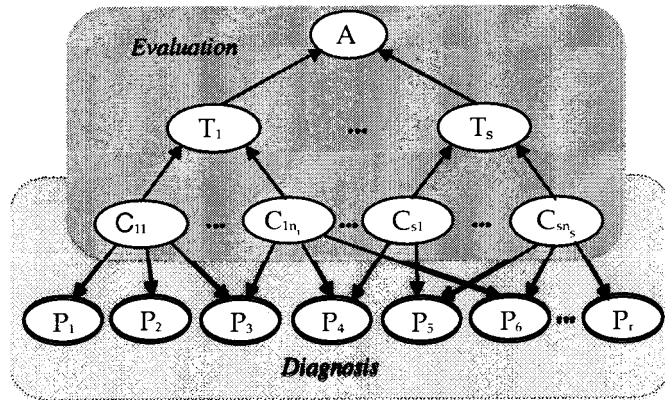 Evaluation
A
T₁ ... Tₛ
C₁₁ ... C₁ₙ₁ ... Cₛ₁ ... Cₛₙₛ
P₁ P₂ P₃ P₄ P₅ P₆ ... Pᵣ
Diagnosis